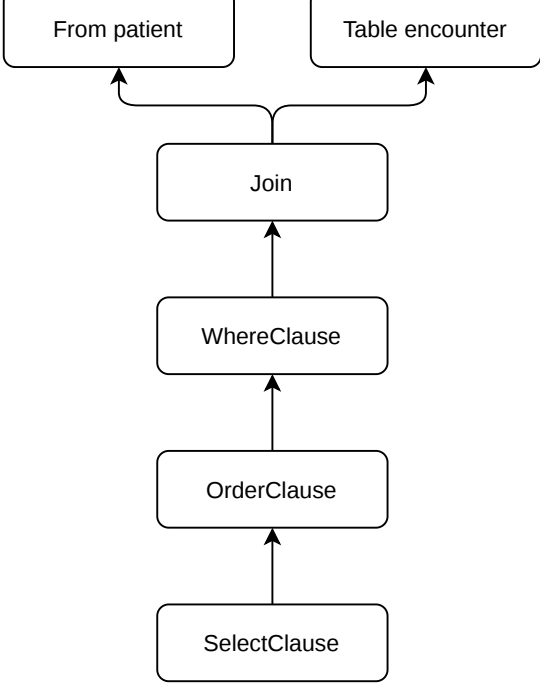 From patient
Table encounter
Join
WhereClause
OrderClause
SelectClause